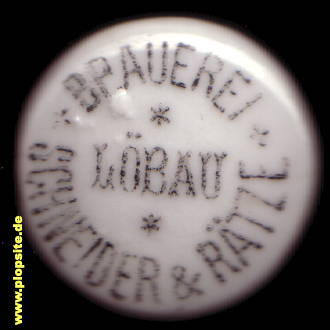 * BRAUEREI *
*
LÖBAU
*
SCHNEIDER & RÄTZE
www.plopsite.de